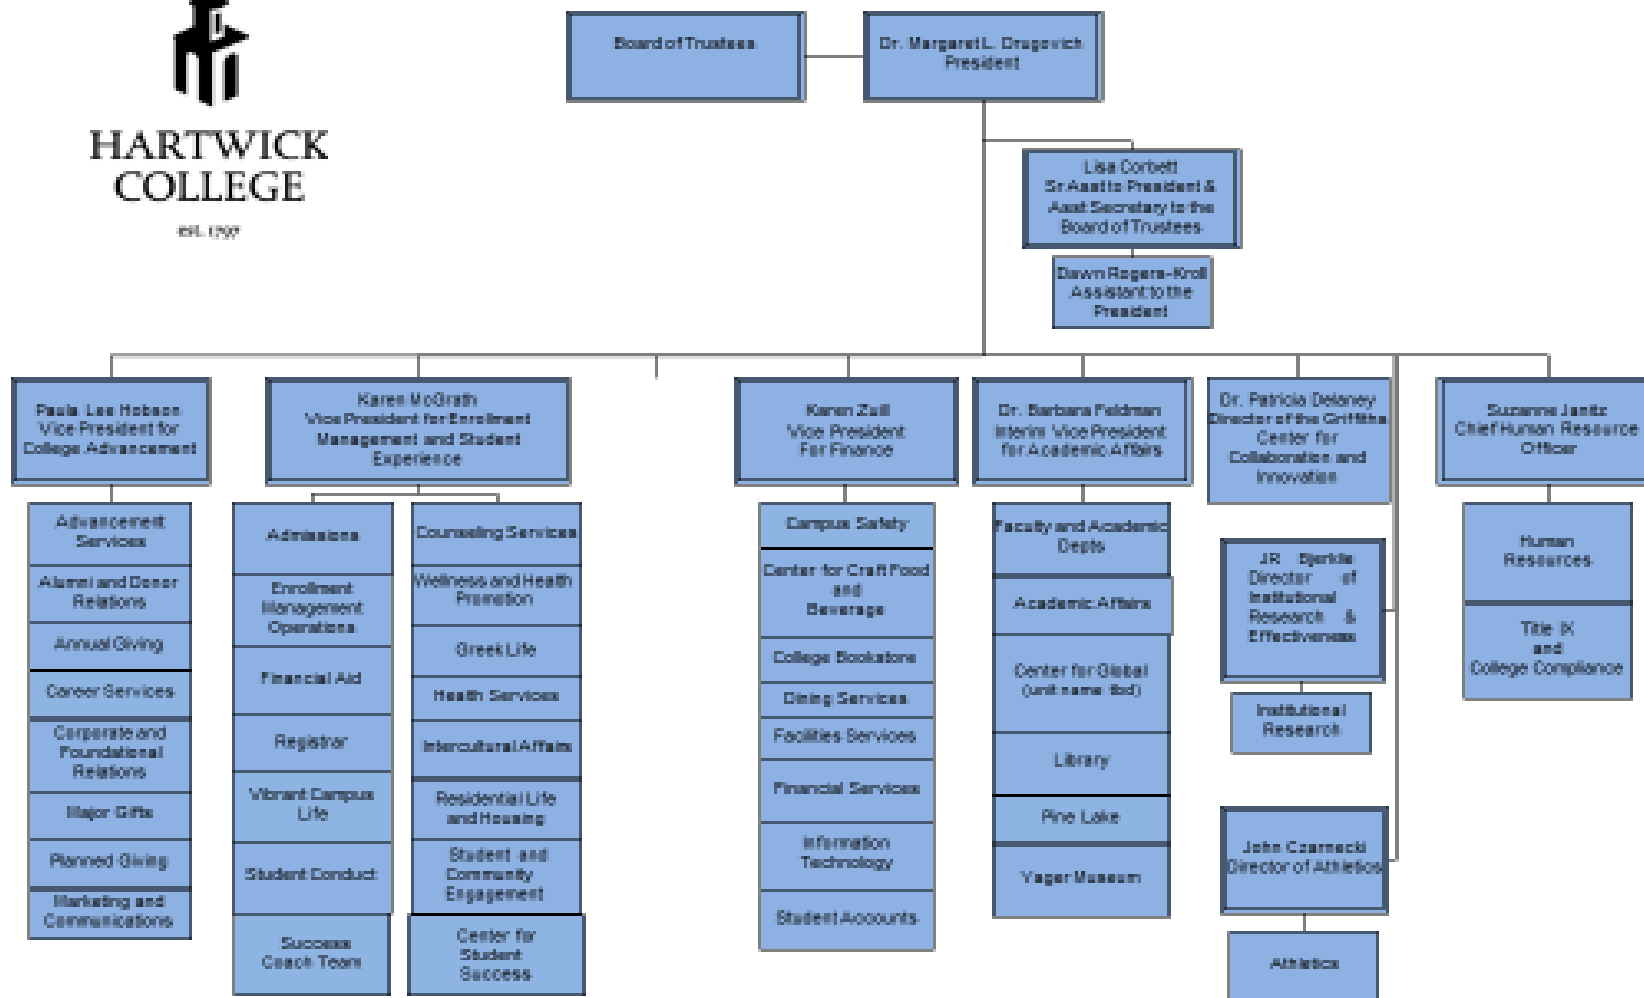 HARTWICK
COLLEGE
est. 1797
Board of Trustees
Dr. Margaret L. Drugovich
President
Lisa Corbett
Sr Asst to President &
Asst Secretary to the
Board of Trustees
Dawn Rogers-Kroll
Assistant to the
President
Paula Lee Hobson
Vice President for
College Advancement
Karen McGrath
Vice President for Enrollment
Management and Student
Experience
Karen Zuill
Vice President
For Finance
Dr. Barbara Feldman
Interim Vice President
for Academic Affairs
Dr. Patricia Delaney
Director of the Griffiths
Center for
Collaboration and
Innovation
Suzanne Janitz
Chief Human Resource
Officer
Advancement
Services
Alumni and Donor
Relations
Annual Giving
Career Services
Corporate and
Foundational
Relations
Major Gifts
Planned Giving
Marketing and
Communications
Admissions
Enrollment
Management
Operations
Financial Aid
Registrar
Vibrant Campus
Life
Student Conduct
Success
Coach Team
Counseling Services
Wellness and Health
Promotion
Greek Life
Health Services
Intercultural Affairs
Residential Life
and Housing
Student and
Community
Engagement
Center for
Student
Success
Campus Safety
Center for Craft Food
and
Beverage
College Bookstore
Dining Services
Facilities Services
Financial Services
Information
Technology
Student Accounts
Faculty and Academic
Depts
Academic Affairs
Center for Global
(unit name tbd)
Library
Pine Lake
Yager Museum
JR Bjerklie
Director of
Institutional
Research &
Effectiveness
Institutional
Research
John Czarnecki
Director of Athletics
Athletics
Human
Resources
Title IX
and
College Compliance